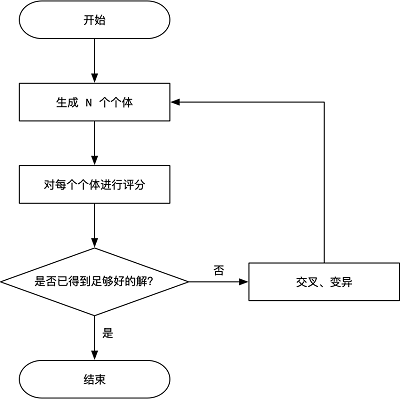 开始
生成 N 个个体
对每个个体进行评分
是否已得到足够好的解?
否
交叉、变异
是
结束